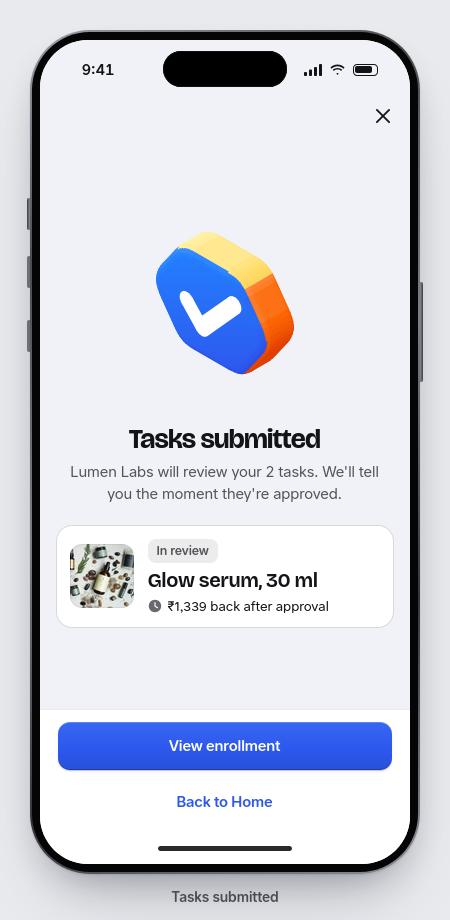 9:41
Tasks submitted
Lumen Labs will review your 2 tasks. We'll tell
you the moment they're approved.
In review
Glow serum, 30 ml
₹1,339 back after approval
View enrollment
Back to Home
Tasks submitted